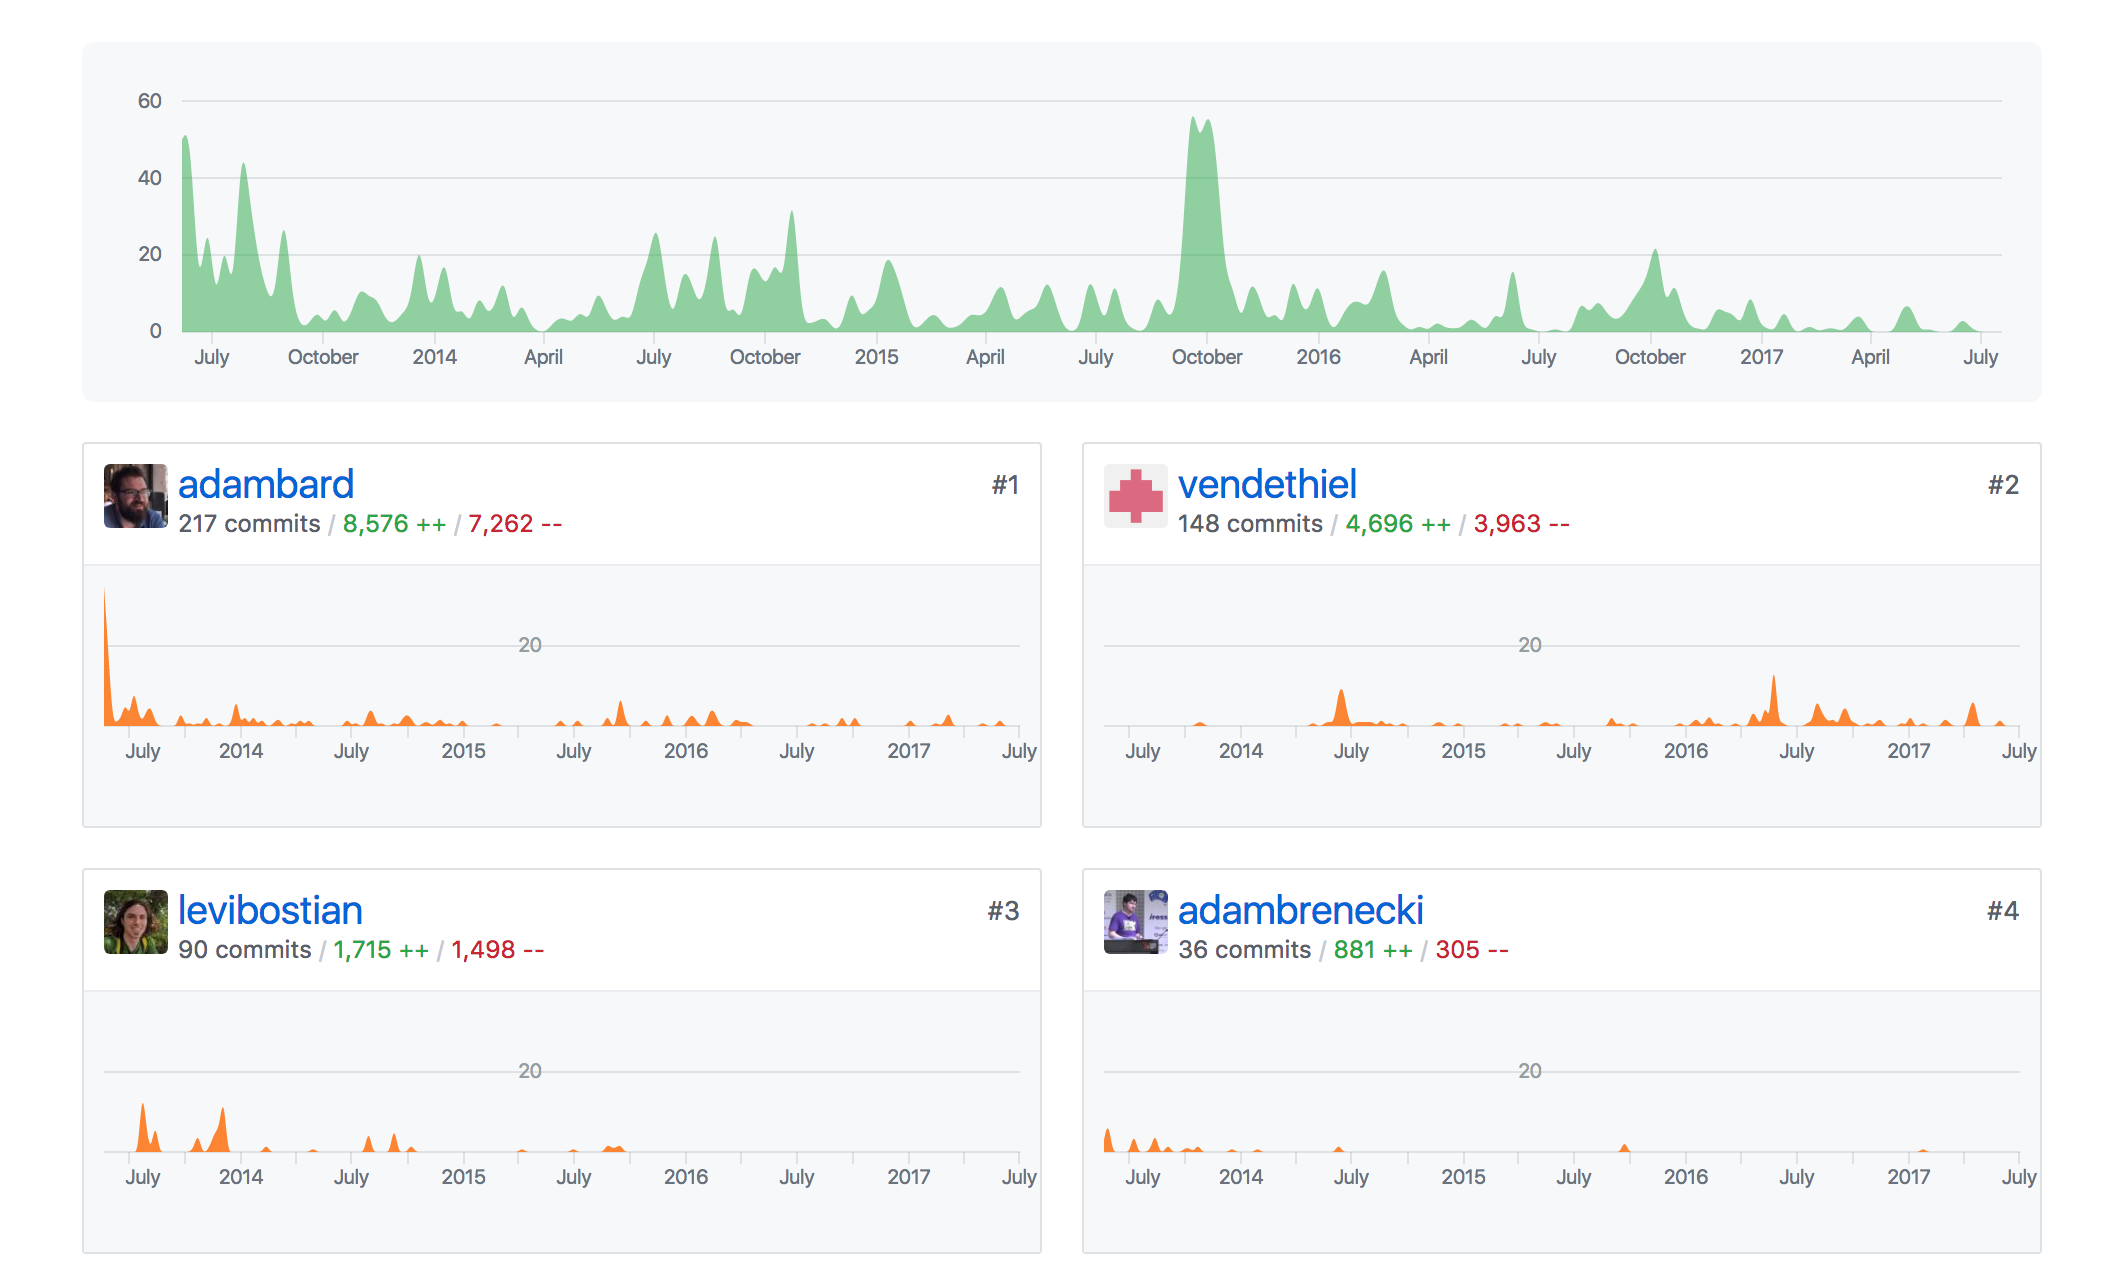 60
40
20
0
July October 2014 April July October 2015 April July October 2016 April July October 2017 April July
adambard #1
217 commits / 8,576 ++ / 7,262 --
20
July 2014 July 2015 July 2016 July 2017 July
vendethiel #2
148 commits / 4,696 ++ / 3,963 --
20
July 2014 July 2015 July 2016 July 2017 July
levibostian #3
90 commits / 1,715 ++ / 1,498 --
20
July 2014 July 2015 July 2016 July 2017 July
adambrenecki #4
36 commits / 881 ++ / 305 --
20
July 2014 July 2015 July 2016 July 2017 July